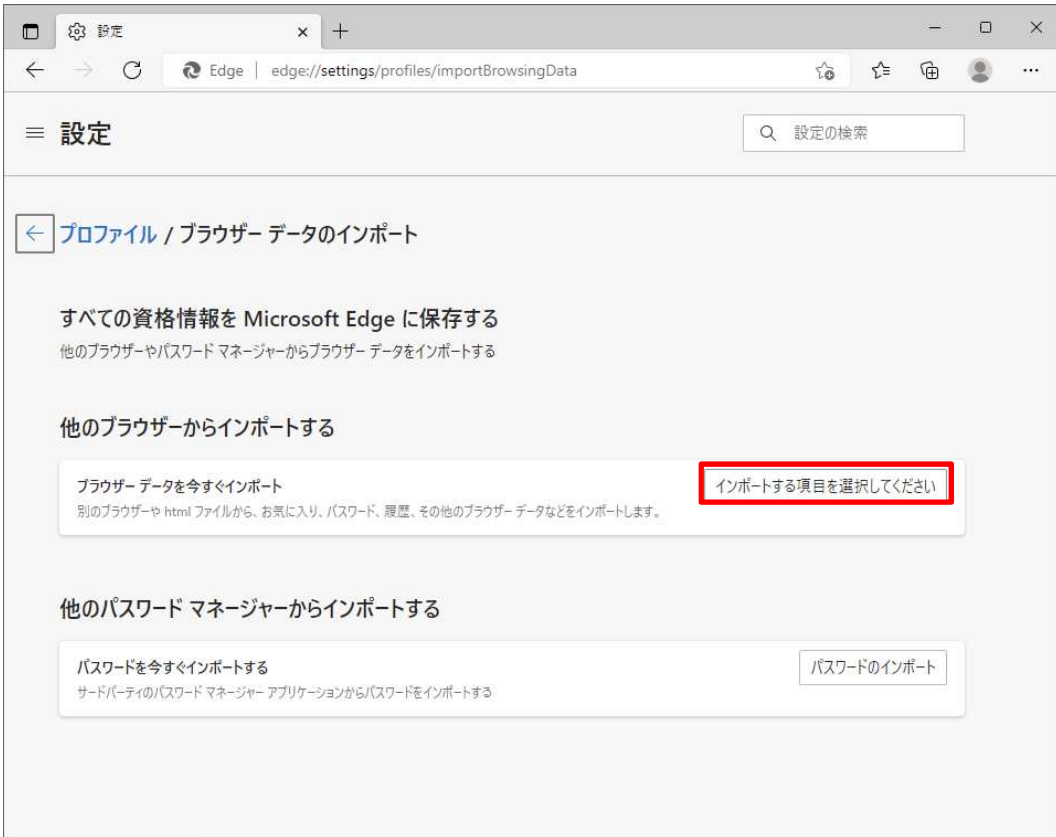 設定
Edge | edge://settings/profiles/importBrowsingData
設定
設定の検索
プロファイル / ブラウザー データのインポート
すべての資格情報を Microsoft Edge に保存する
他のブラウザーやパスワード マネージャーからブラウザー データをインポートする
他のブラウザーからインポートする
ブラウザー データを今すぐインポート
インポートする項目を選択してください
別のブラウザーや html ファイルから、お気に入り、パスワード、履歴、その他のブラウザー データなどをインポートします。
他のパスワード マネージャーからインポートする
パスワードを今すぐインポートする
パスワードのインポート
サードパーティのパスワード マネージャー アプリケーションからパスワードをインポートする